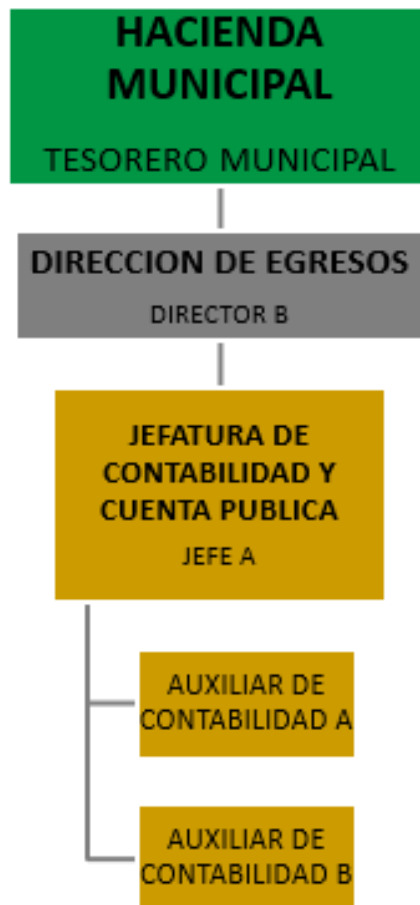 HACIENDA
MUNICIPAL
TESORERO MUNICIPAL
DIRECCION DE EGRESOS
DIRECTOR B
JEFATURA DE
CONTABILIDAD Y
CUENTA PUBLICA
JEFE A
AUXILIAR DE
CONTABILIDAD A
AUXILIAR DE
CONTABILIDAD B